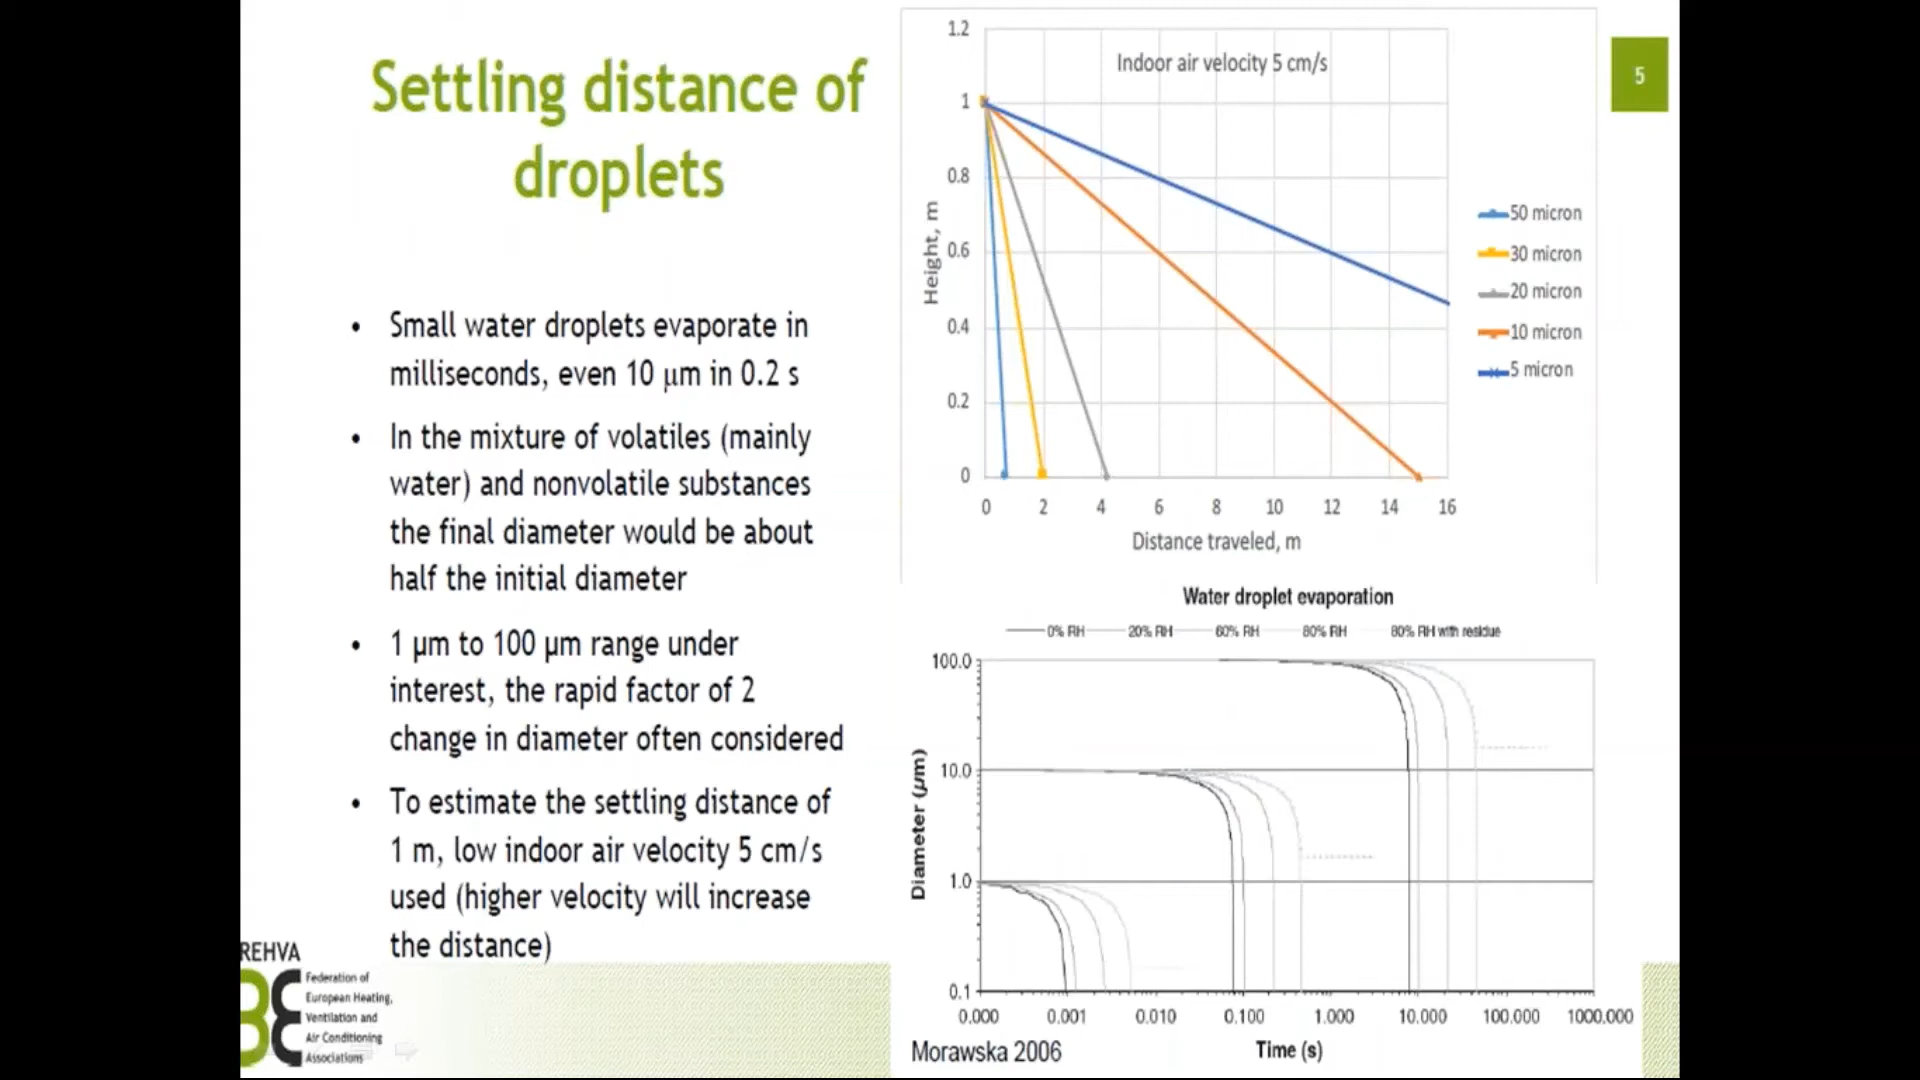 Settling distance of
droplets
• Small water droplets evaporate in
milliseconds, even 10 µm in 0.2 s
• In the mixture of volatiles (mainly
water) and nonvolatile substances
the final diameter would be about
half the initial diameter
• 1 µm to 100 µm range under
interest, the rapid factor of 2
change in diameter often considered
• To estimate the settling distance of
1 m, low indoor air velocity 5 cm/s
used (higher velocity will increase
the distance)
REHVA
Federation of
European Heating,
Ventilation and
Air Conditioning
Associations
5
Indoor air velocity 5 cm/s
1.2
1
0.8
0.6
0.4
0.2
0
Height, m
0 2 4 6 8 10 12 14 16
Distance traveled, m
50 micron
30 micron
20 micron
10 micron
5 micron
Water droplet evaporation
0% RH 20% RH 60% RH 80% RH 80% RH with residue
100.0
10.0
1.0
0.1
Diameter (µm)
0.000 0.001 0.010 0.100 1.000 10.000 100.000 1000.000
Time (s)
Morawska 2006